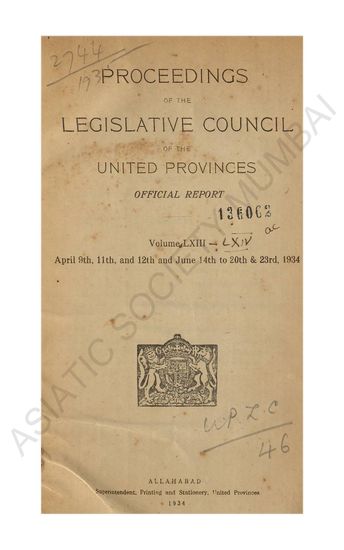 2744
1934
PROCEEDINGS
OF THE
LEGISLATIVE COUNCIL
OF THE
UNITED PROVINCES
OFFICIAL REPORT
136062
ac
Volume LXIII — LXIV
April 9th, 11th, and 12th and June 14th to 20th & 23rd, 1934
ASIATIC SOCIETY MUMBAI
46
ALLAHABAD
Superintendent, Printing and Stationery, United Provinces
1934